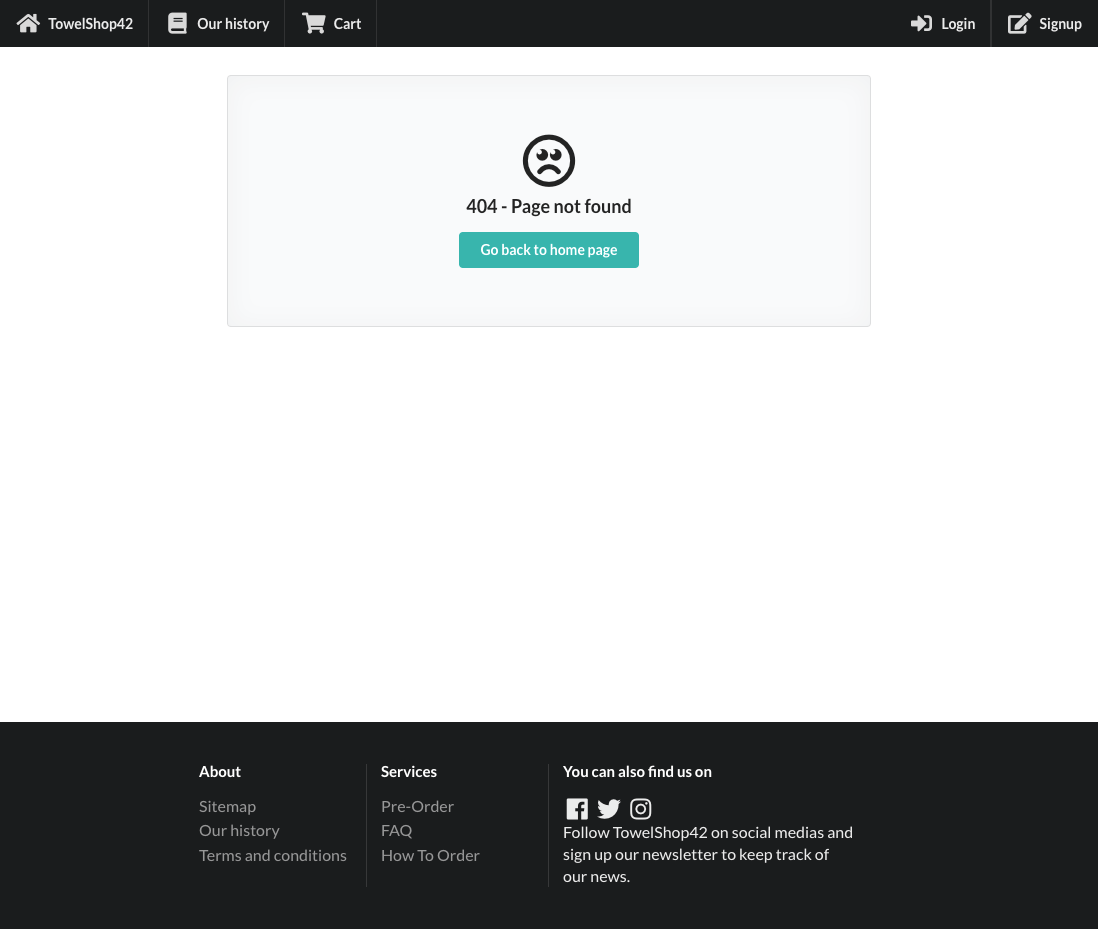 TowelShop42
Our history
Cart
Login
Signup
404 - Page not found
Go back to home page
About
Sitemap
Our history
Terms and conditions
Services
Pre-Order
FAQ
How To Order
You can also find us on
Follow TowelShop42 on social medias and
sign up our newsletter to keep track of
our news.